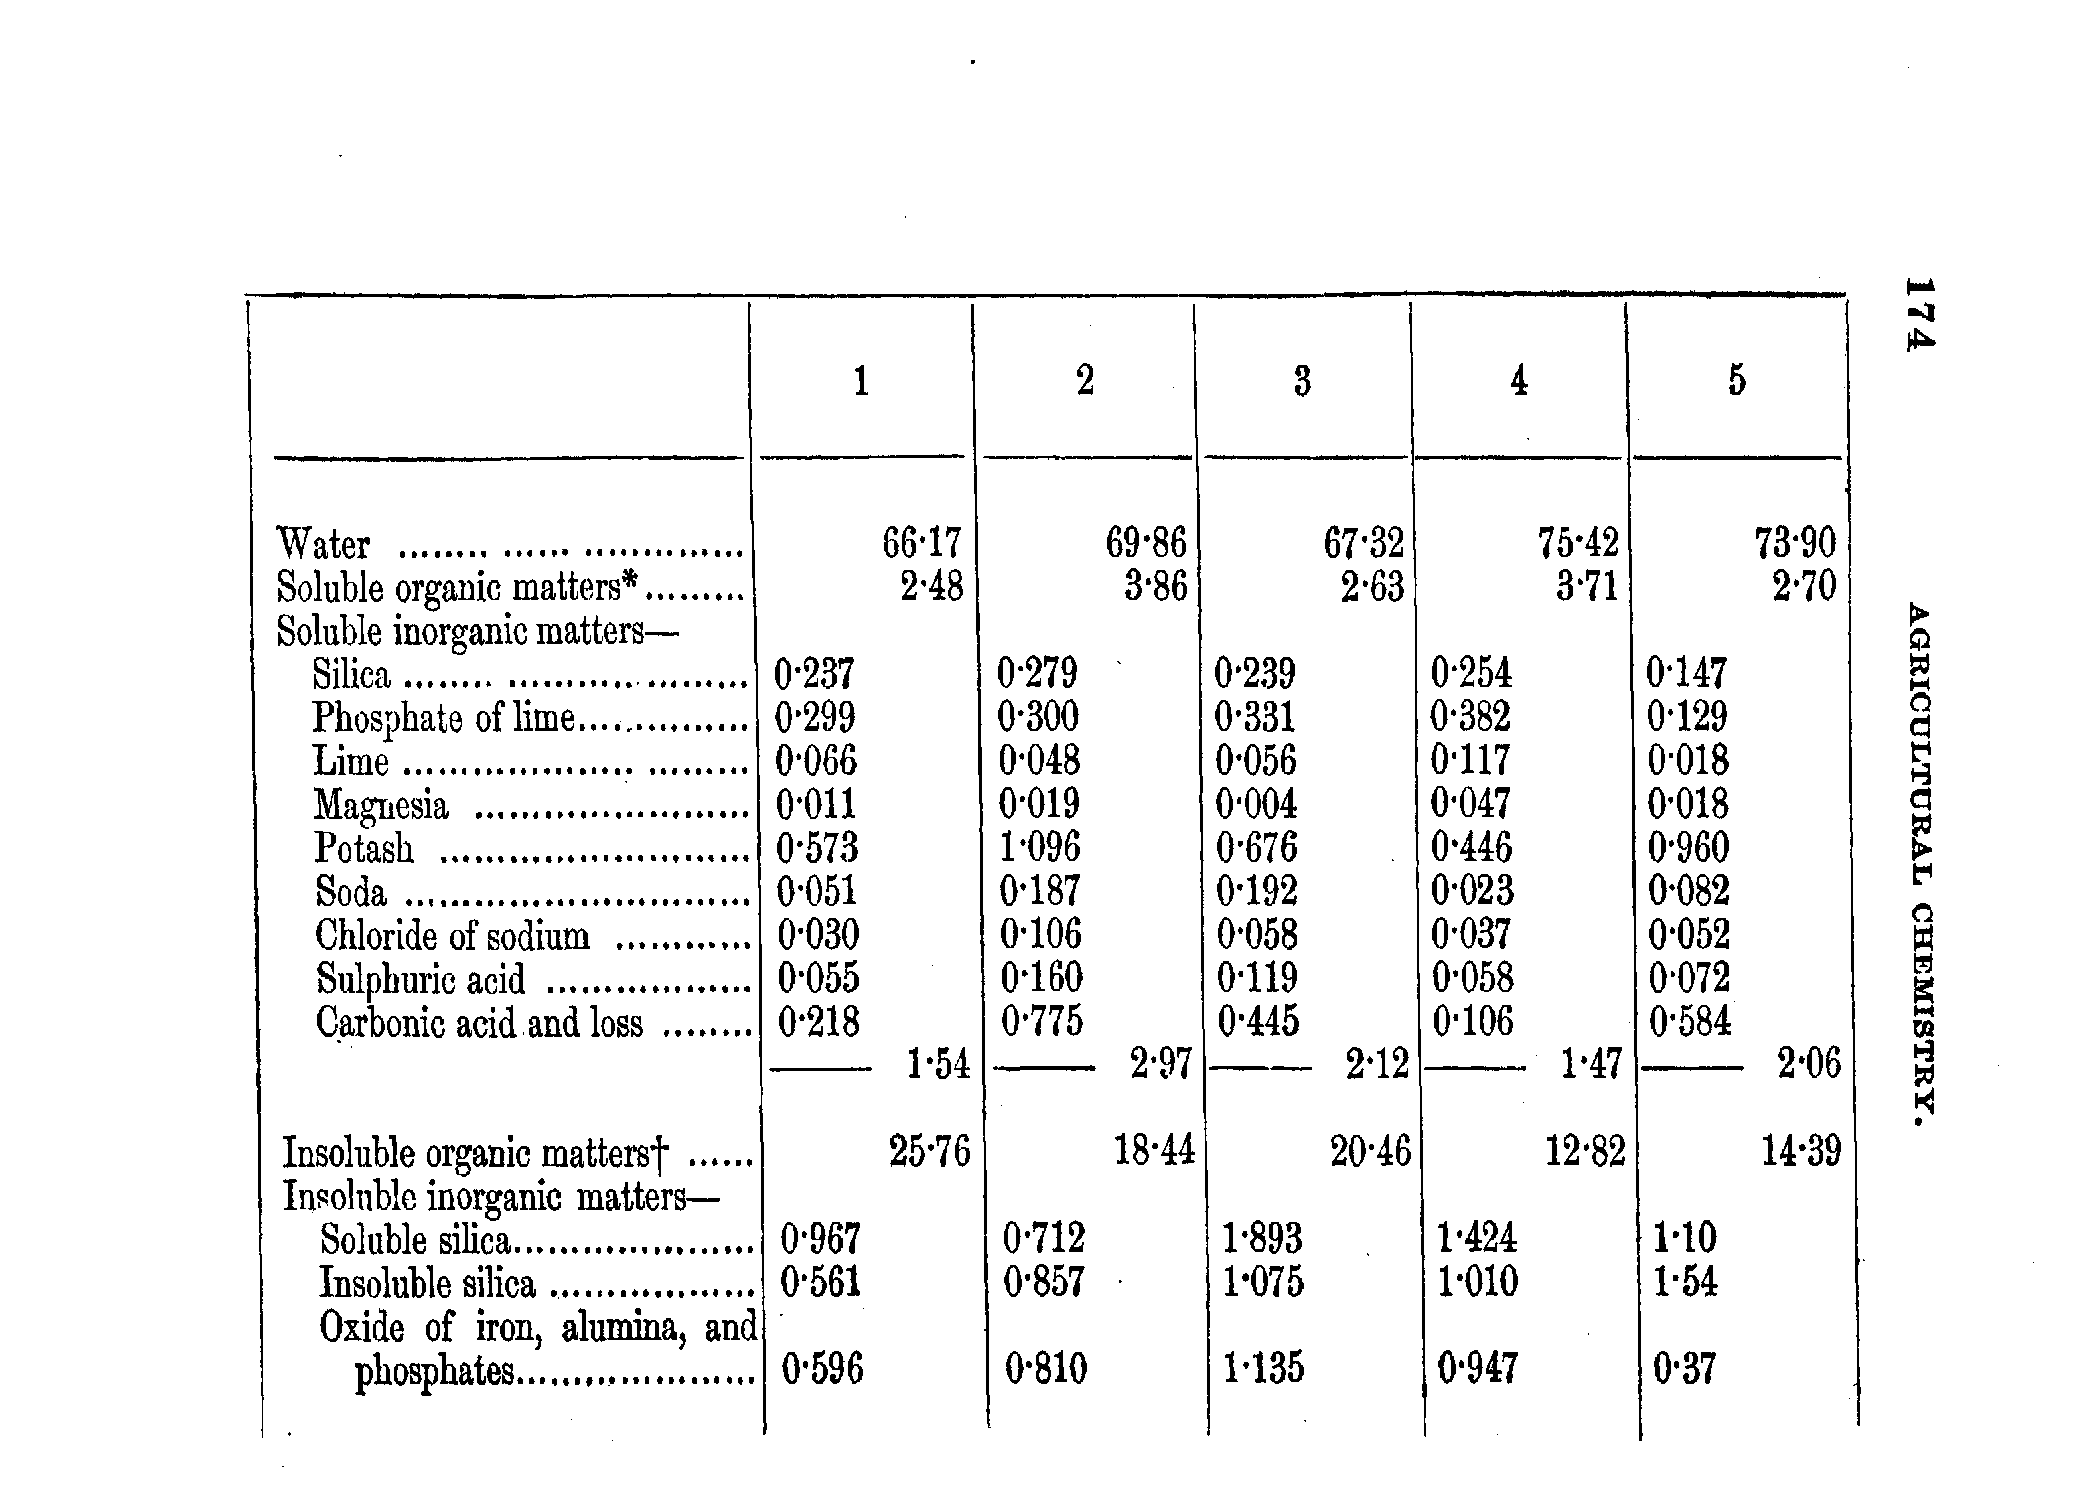 174 AGRICULTURAL CHEMISTRY.
1 2 3 4 5
Water ........ ...... .............. 66·17 69·86 67·32 75·42 73·90
Soluble organic matters*......... 2·48 3·86 2·63 3·71 2·70
Soluble inorganic matters—
Silica ........ ........... ......... 0·237 0·279 0·239 0·254 0·147
Phosphate of lime............... 0·299 0·300 0·331 0·382 0·129
Lime .................... ......... 0·066 0·048 0·056 0·117 0·018
Magnesia ........................ 0·011 0·019 0·004 0·047 0·018
Potash ........................... 0·573 1·096 0·676 0·446 0·960
Soda .............................. 0·051 0·187 0·192 0·023 0·082
Chloride of sodium ............ 0·030 0·106 0·058 0·037 0·052
Sulphuric acid .................. 0·055 0·160 0·119 0·058 0·072
Carbonic acid and loss ........ 0·218 0·775 0·445 0·106 0·584
—— 1·54 —— 2·97 —— 2·12 —— 1·47 —— 2·06
Insoluble organic matters† ...... 25·76 18·44 20·46 12·82 14·39
Insoluble inorganic matters—
Soluble silica..................... 0·967 0·712 1·893 1·424 1·10
Insoluble silica .................. 0·561 0·857 1·075 1·010 1·54
Oxide of iron, alumina, and
phosphates..................... 0·596 0·810 1·135 0·947 0·37